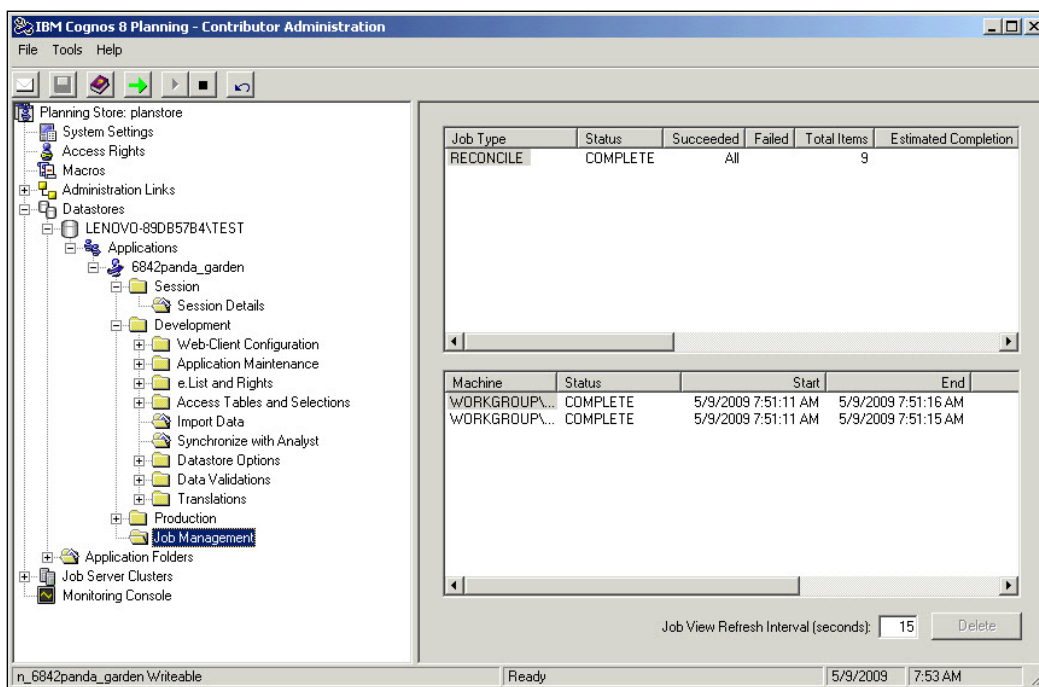 IBM Cognos 8 Planning - Contributor Administration
File Tools Help
Planning Store: planstore
System Settings
Access Rights
Macros
Administration Links
Datastores
LENOVO-89DB57B4\TEST
Applications
6842panda_garden
Session
Session Details
Development
Web-Client Configuration
Application Maintenance
e.List and Rights
Access Tables and Selections
Import Data
Synchronize with Analyst
Datastore Options
Data Validations
Translations
Production
Job Management
Application Folders
Job Server Clusters
Monitoring Console
Job Type Status Succeeded Failed Total Items Estimated Completion
RECONCILE COMPLETE All 9
Machine Status Start End
WORKGROUP\... COMPLETE 5/9/2009 7:51:11 AM 5/9/2009 7:51:16 AM
WORKGROUP\... COMPLETE 5/9/2009 7:51:11 AM 5/9/2009 7:51:15 AM
Job View Refresh Interval (seconds): 15 Delete
n_6842panda_garden Writeable Ready 5/9/2009 7:53 AM